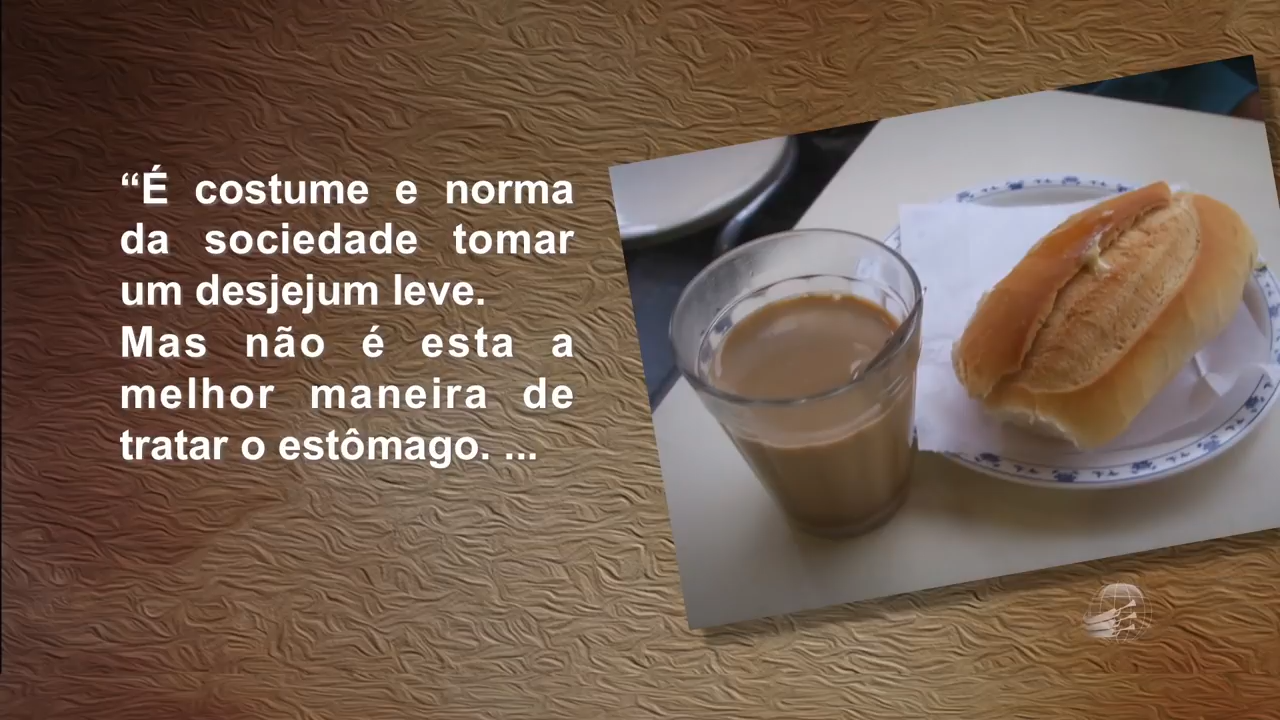 “É costume e norma
da sociedade tomar
um desjejum leve.
Mas não é esta a
melhor maneira de
tratar o estômago. ...